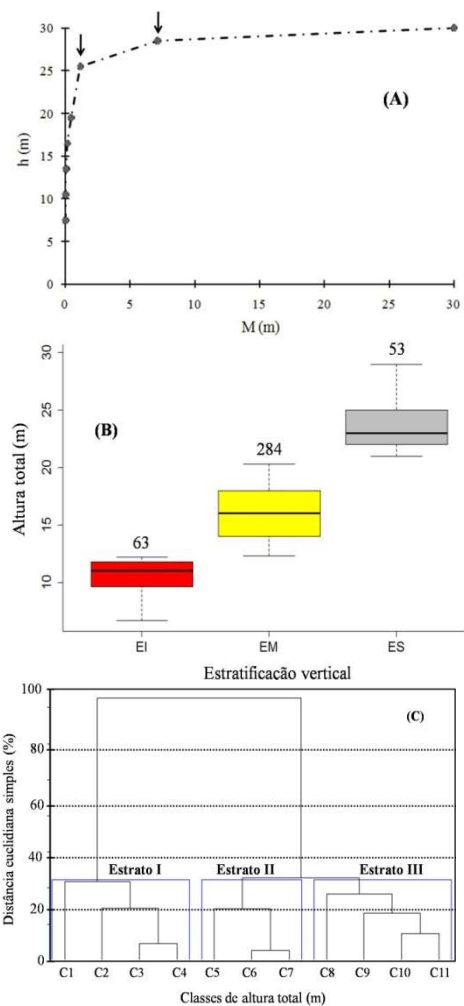 30
25
20
15
10
5
0
h (m)
(A)
0 5 10 15 20 25 30
M (m)
30
25
20
15
10
Altura total (m)
(B)
63
284
53
EI EM ES
Estratificação vertical
100
80
60
40
20
0
Distância euclidiana simples (%)
(C)
Estrato I Estrato II Estrato III
C1 C2 C3 C4 C5 C6 C7 C8 C9 C10 C11
Classes de altura total (m)